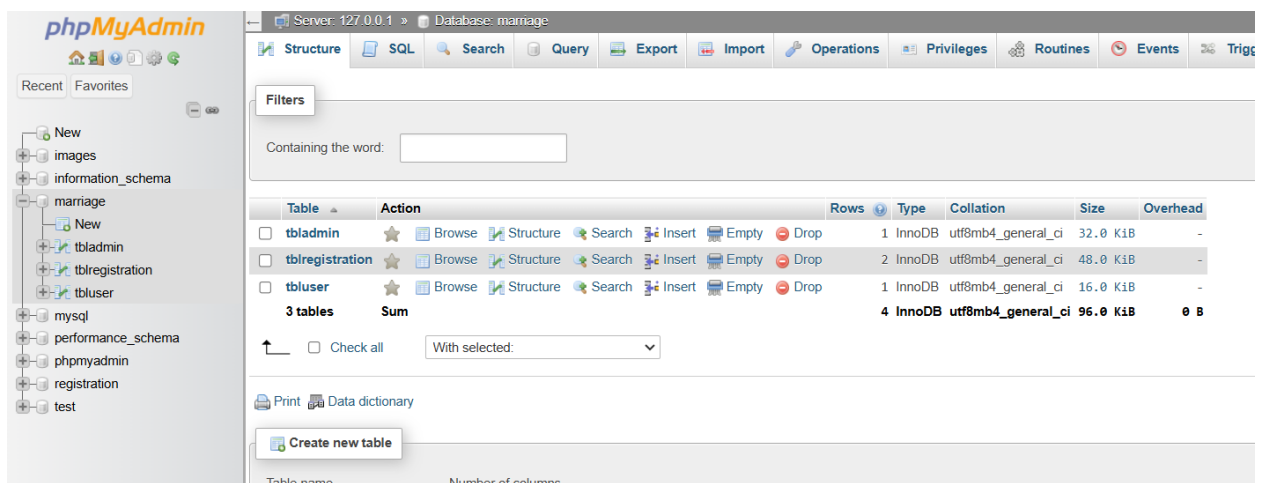 phpMyAdmin
Recent Favorites
New
images
information_schema
marriage
New
tbladmin
tblregistration
tbluser
mysql
performance_schema
phpmyadmin
registration
test
Server: 127.0.0.1 » Database: marriage
Structure SQL Search Query Export Import Operations Privileges Routines Events Trigg
Filters
Containing the word:
Table Action Rows Type Collation Size Overhead
tbladmin Browse Structure Search Insert Empty Drop 1 InnoDB utf8mb4_general_ci 32.0 KiB -
tblregistration Browse Structure Search Insert Empty Drop 2 InnoDB utf8mb4_general_ci 48.0 KiB -
tbluser Browse Structure Search Insert Empty Drop 1 InnoDB utf8mb4_general_ci 16.0 KiB -
3 tables Sum 4 InnoDB utf8mb4_general_ci 96.0 KiB 0 B
Check all With selected:
Print Data dictionary
Create new table
Table name Number of columns